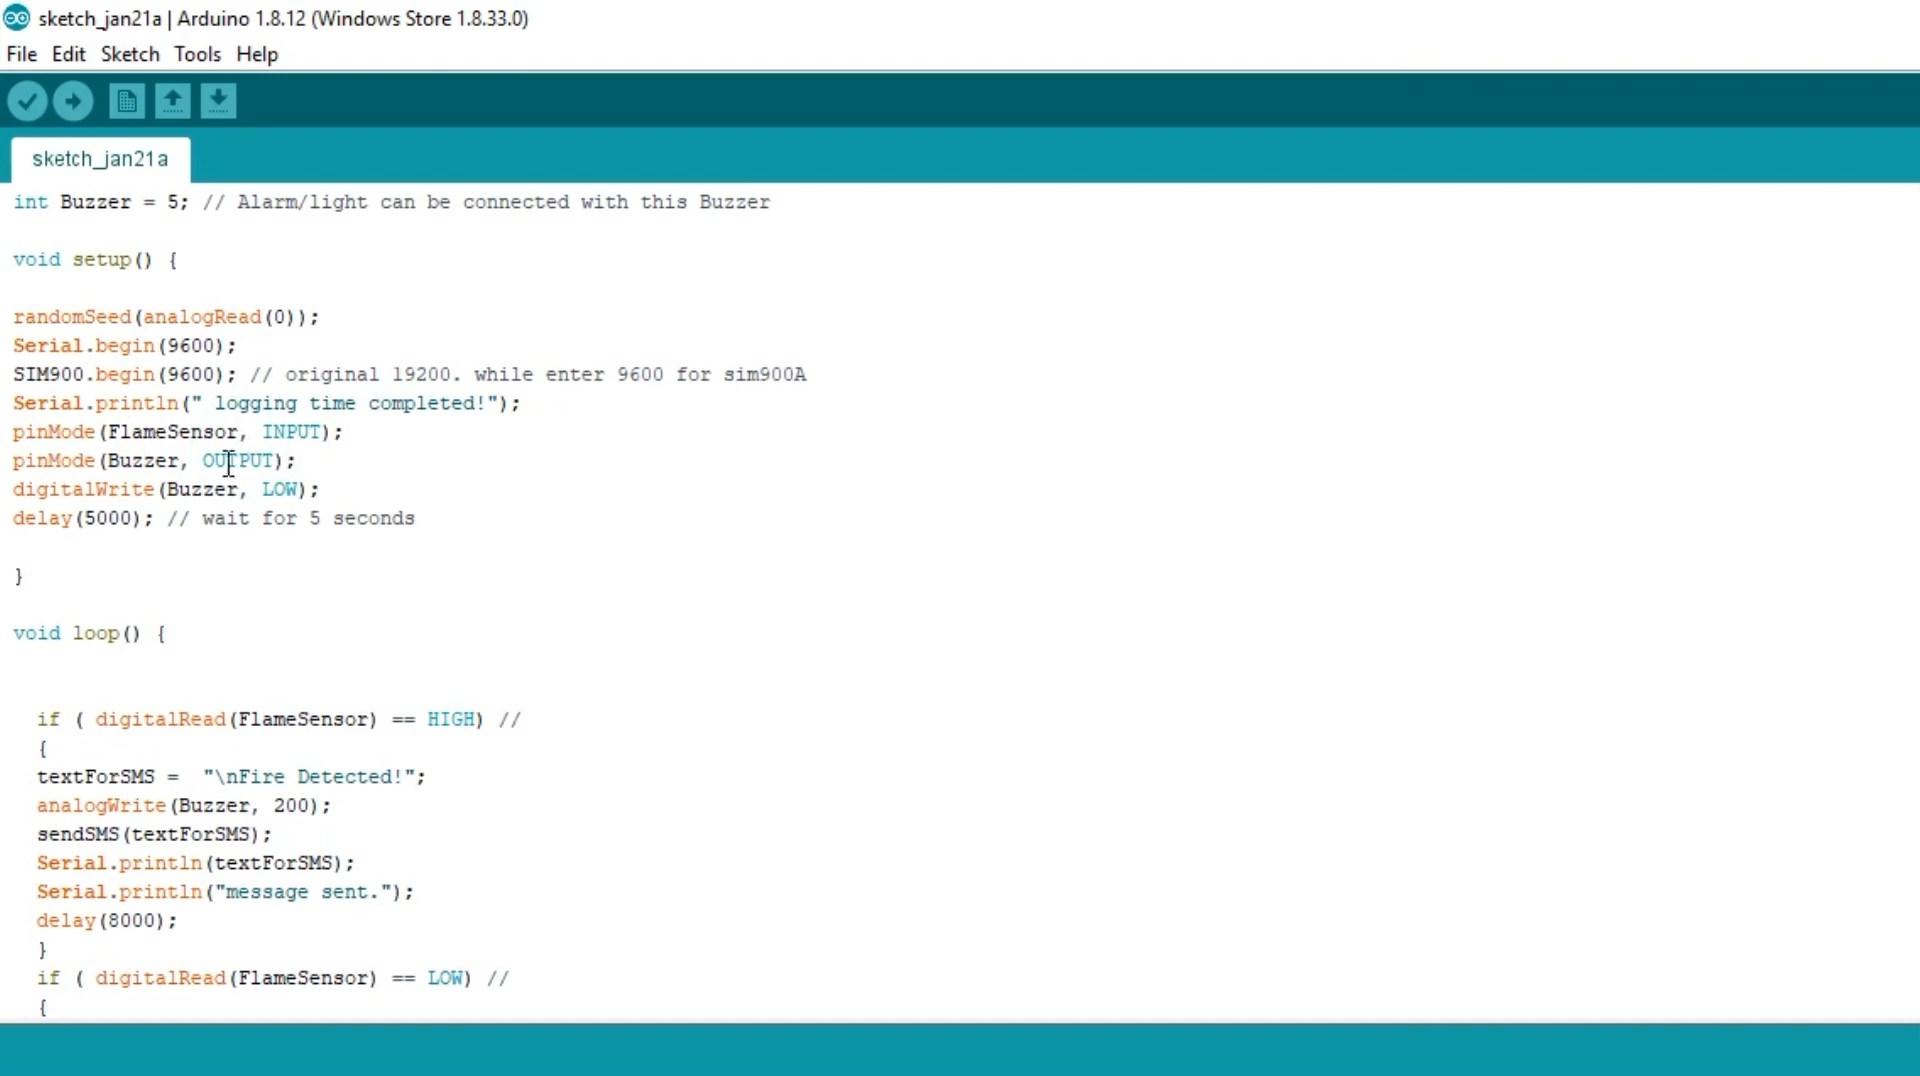 sketch_jan21a | Arduino 1.8.12 (Windows Store 1.8.33.0)
File Edit Sketch Tools Help
sketch_jan21a
int Buzzer = 5; // Alarm/light can be connected with this Buzzer
void setup() {
randomSeed(analogRead(0));
Serial.begin(9600);
SIM900.begin(9600); // original 19200. while enter 9600 for sim900A
Serial.println(" logging time completed!");
pinMode(FlameSensor, INPUT);
pinMode(Buzzer, OUTPUT);
digitalWrite(Buzzer, LOW);
delay(5000); // wait for 5 seconds
}
void loop() {
if ( digitalRead(FlameSensor) == HIGH) //
{
textForSMS =  "\nFire Detected!";
analogWrite(Buzzer, 200);
sendSMS(textForSMS);
Serial.println(textForSMS);
Serial.println("message sent.");
delay(8000);
}
if ( digitalRead(FlameSensor) == LOW) //
{